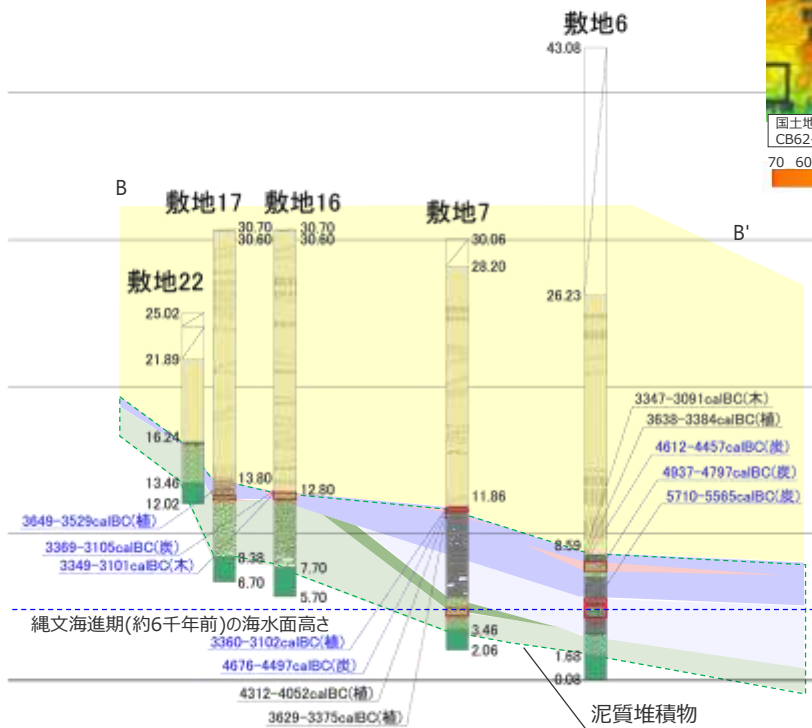 敷地6
43.08
国土地
CB62-
70 60
B
敷地17 敷地16
敷地7
B'
30.70 30.70
30.60 30.60
30.06
28.20
敷地22
25.02
26.23
21.89
3347-3091calBC(木)
3638-3384calBC(植)
16.24
4612-4457calBC(炭)
13.80
4937-4797calBC(炭)
13.46
12.80
5710-5565calBC(炭)
12.02
11.86
3649-3529calBC(植)
3369-3105calBC(炭)
8.59
3349-3101calBC(木)
8.38
7.70
6.70
5.70
縄文海進期(約6千年前)の海水面高さ
3360-3102calBC(植)
3.46
4676-4497calBC(炭)
2.06
1.68
4312-4052calBC(植)
0.08
3629-3375calBC(植)
泥質堆積物